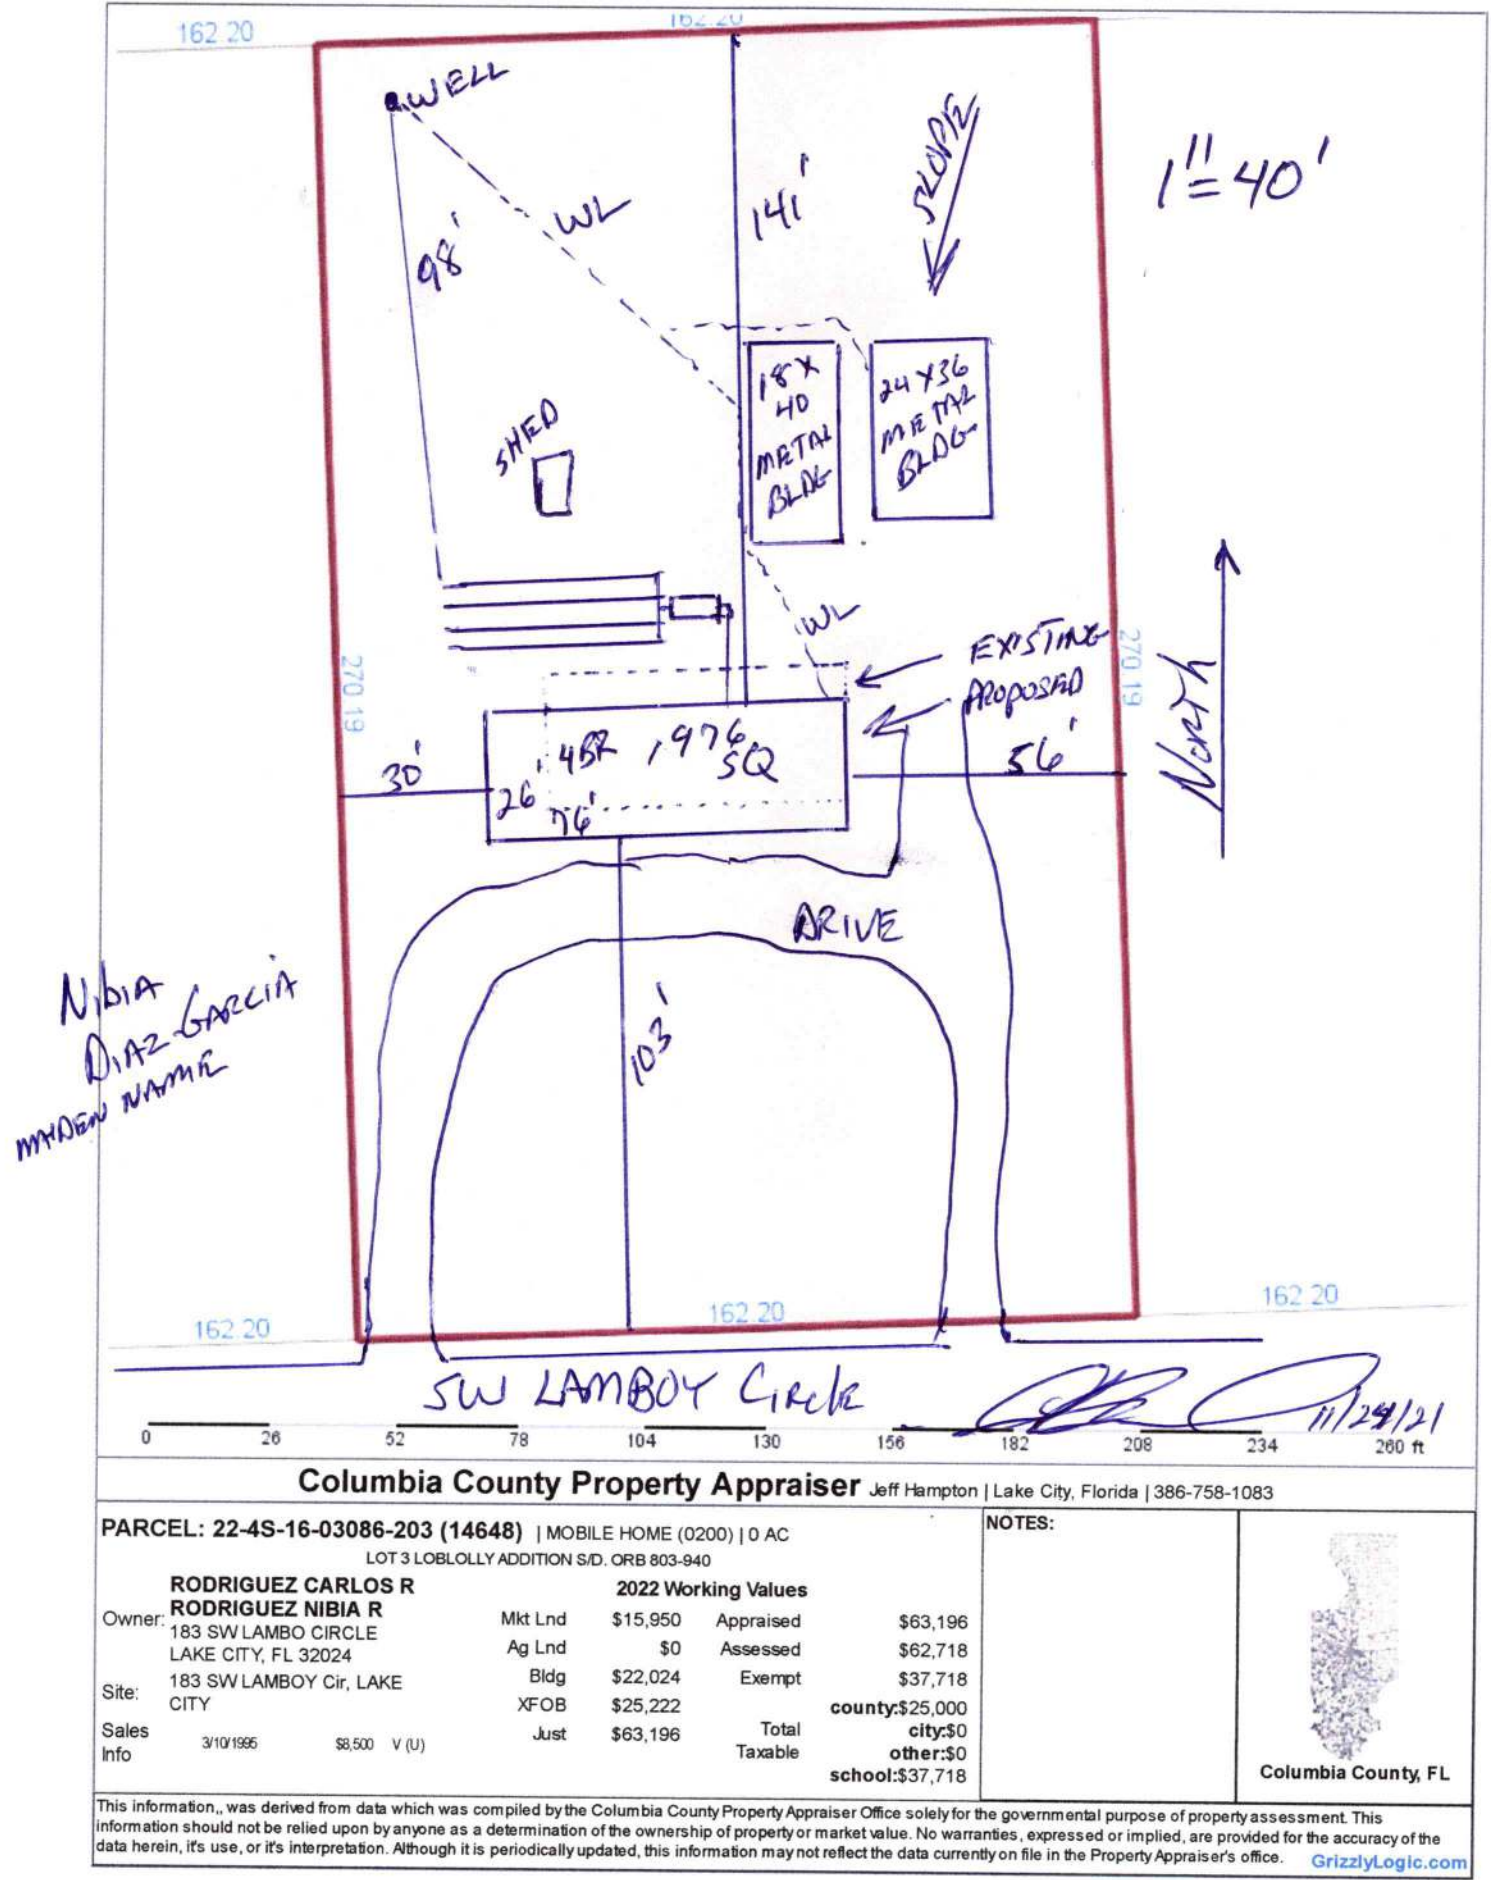 162.20
162.20
WELL
SLOPE
1"=40'
WL
141'
98'
18 X
40
METAL
BLDG
24 X 36
METAL
BLDG
SHED
WL
EXISTING
PROPOSED
270.19
270.19
North
4BR 1,976
SQ
30'
56'
26'
76'
DRIVE
NibiA
DiAZ-GARCIA
MAIDEN NAME
103'
162.20
162.20
162.20
SW LAMBOY Circle
11/24/21
0 26 52 78 104 130 156 182 208 234 260 ft
Columbia County Property Appraiser Jeff Hampton | Lake City, Florida | 386-758-1083
PARCEL: 22-4S-16-03086-203 (14648) | MOBILE HOME (0200) | 0 AC
LOT 3 LOBLOLLY ADDITION S/D. ORB 803-940
NOTES:
RODRIGUEZ CARLOS R
Owner: RODRIGUEZ NIBIA R
183 SW LAMBO CIRCLE
LAKE CITY, FL 32024
Site: 183 SW LAMBOY Cir, LAKE
CITY
Sales
Info 3/10/1995 $8,500 V (U)
2022 Working Values
Mkt Lnd $15,950 Appraised $63,196
Ag Lnd $0 Assessed $62,718
Bldg $22,024 Exempt $37,718
XFOB $25,222 county:$25,000
Just $63,196 Total city:$0
Taxable other:$0
school:$37,718
Columbia County, FL
This information,, was derived from data which was compiled by the Columbia County Property Appraiser Office solely for the governmental purpose of property assessment. This
information should not be relied upon by anyone as a determination of the ownership of property or market value. No warranties, expressed or implied, are provided for the accuracy of the
data herein, it's use, or it's interpretation. Although it is periodically updated, this information may not reflect the data currently on file in the Property Appraiser's office.
GrizzlyLogic.com